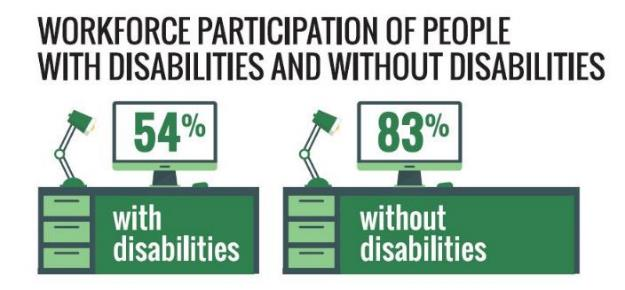 WORKFORCE PARTICIPATION OF PEOPLE
WITH DISABILITIES AND WITHOUT DISABILITIES
54%
with
disabilities
83%
without
disabilities